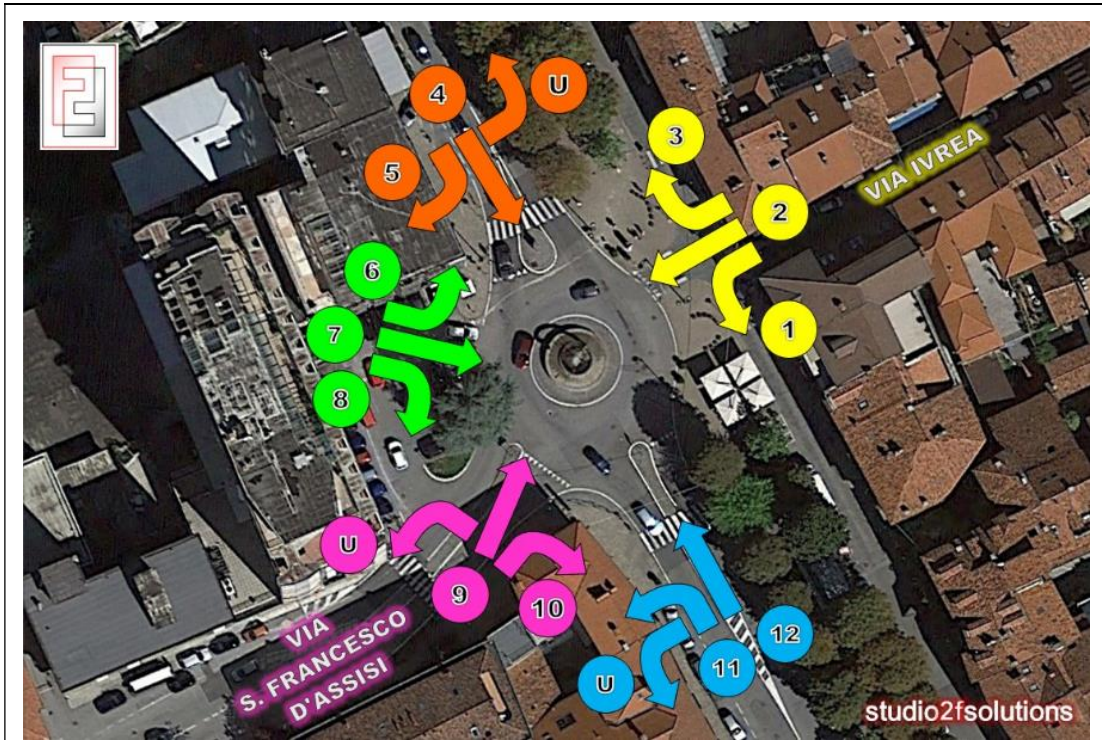 4
U
5
3
2
VIA IVREA
1
6
7
8
U
9
10
VIA
S. FRANCESCO
D'ASSISI
U
11
12
studio2fsolutions